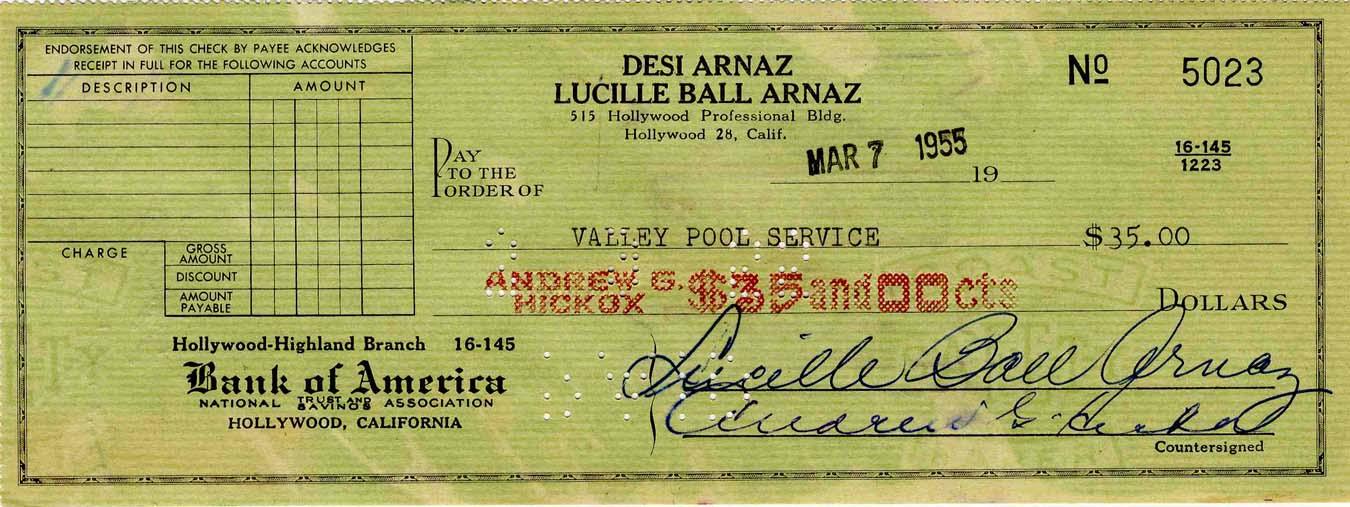 ENDORSEMENT OF THIS CHECK BY PAYEE ACKNOWLEDGES
RECEIPT IN FULL FOR THE FOLLOWING ACCOUNTS
DESCRIPTION AMOUNT
CHARGE
GROSS AMOUNT
DISCOUNT
AMOUNT PAYABLE
DESI ARNAZ
LUCILLE BALL ARNAZ
515 Hollywood Professional Bldg.
Hollywood 28, Calif.
Nº 5023
MAR 7 1955
19
16-145
1223
PAY
TO THE
ORDER OF
VALLEY POOL SERVICE $35.00
ANDREW G. HICKOX $35 and 00 cts
DOLLARS
Hollywood-Highland Branch 16-145
Bank of America
NATIONAL TRUST AND SAVINGS ASSOCIATION
HOLLYWOOD, CALIFORNIA
Lucille Ball Arnaz
Andrew G. Hickox
Countersigned